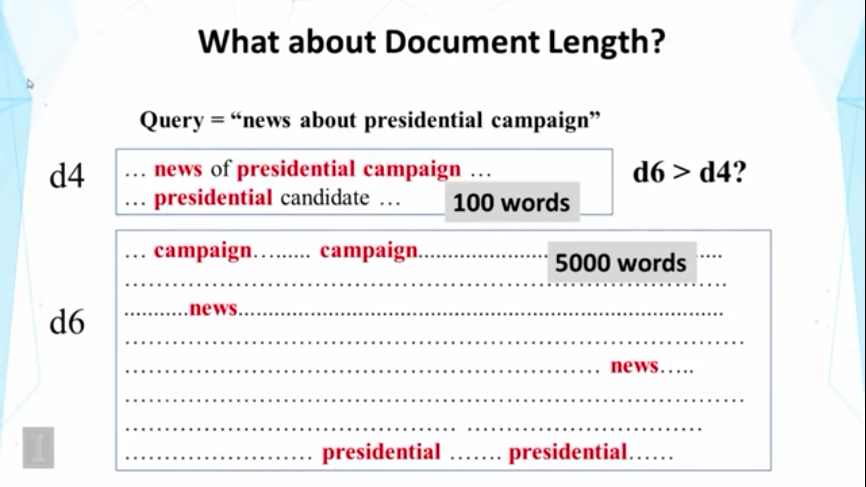 What about Document Length?
Query = “news about presidential campaign”
d4
… news of presidential campaign …
… presidential candidate …
100 words
d6 > d4?
d6
… campaign…...... campaign..............................
5000 words
...........news...............................................................................
................................................................................ news…..
........................ presidential ……. presidential……
I